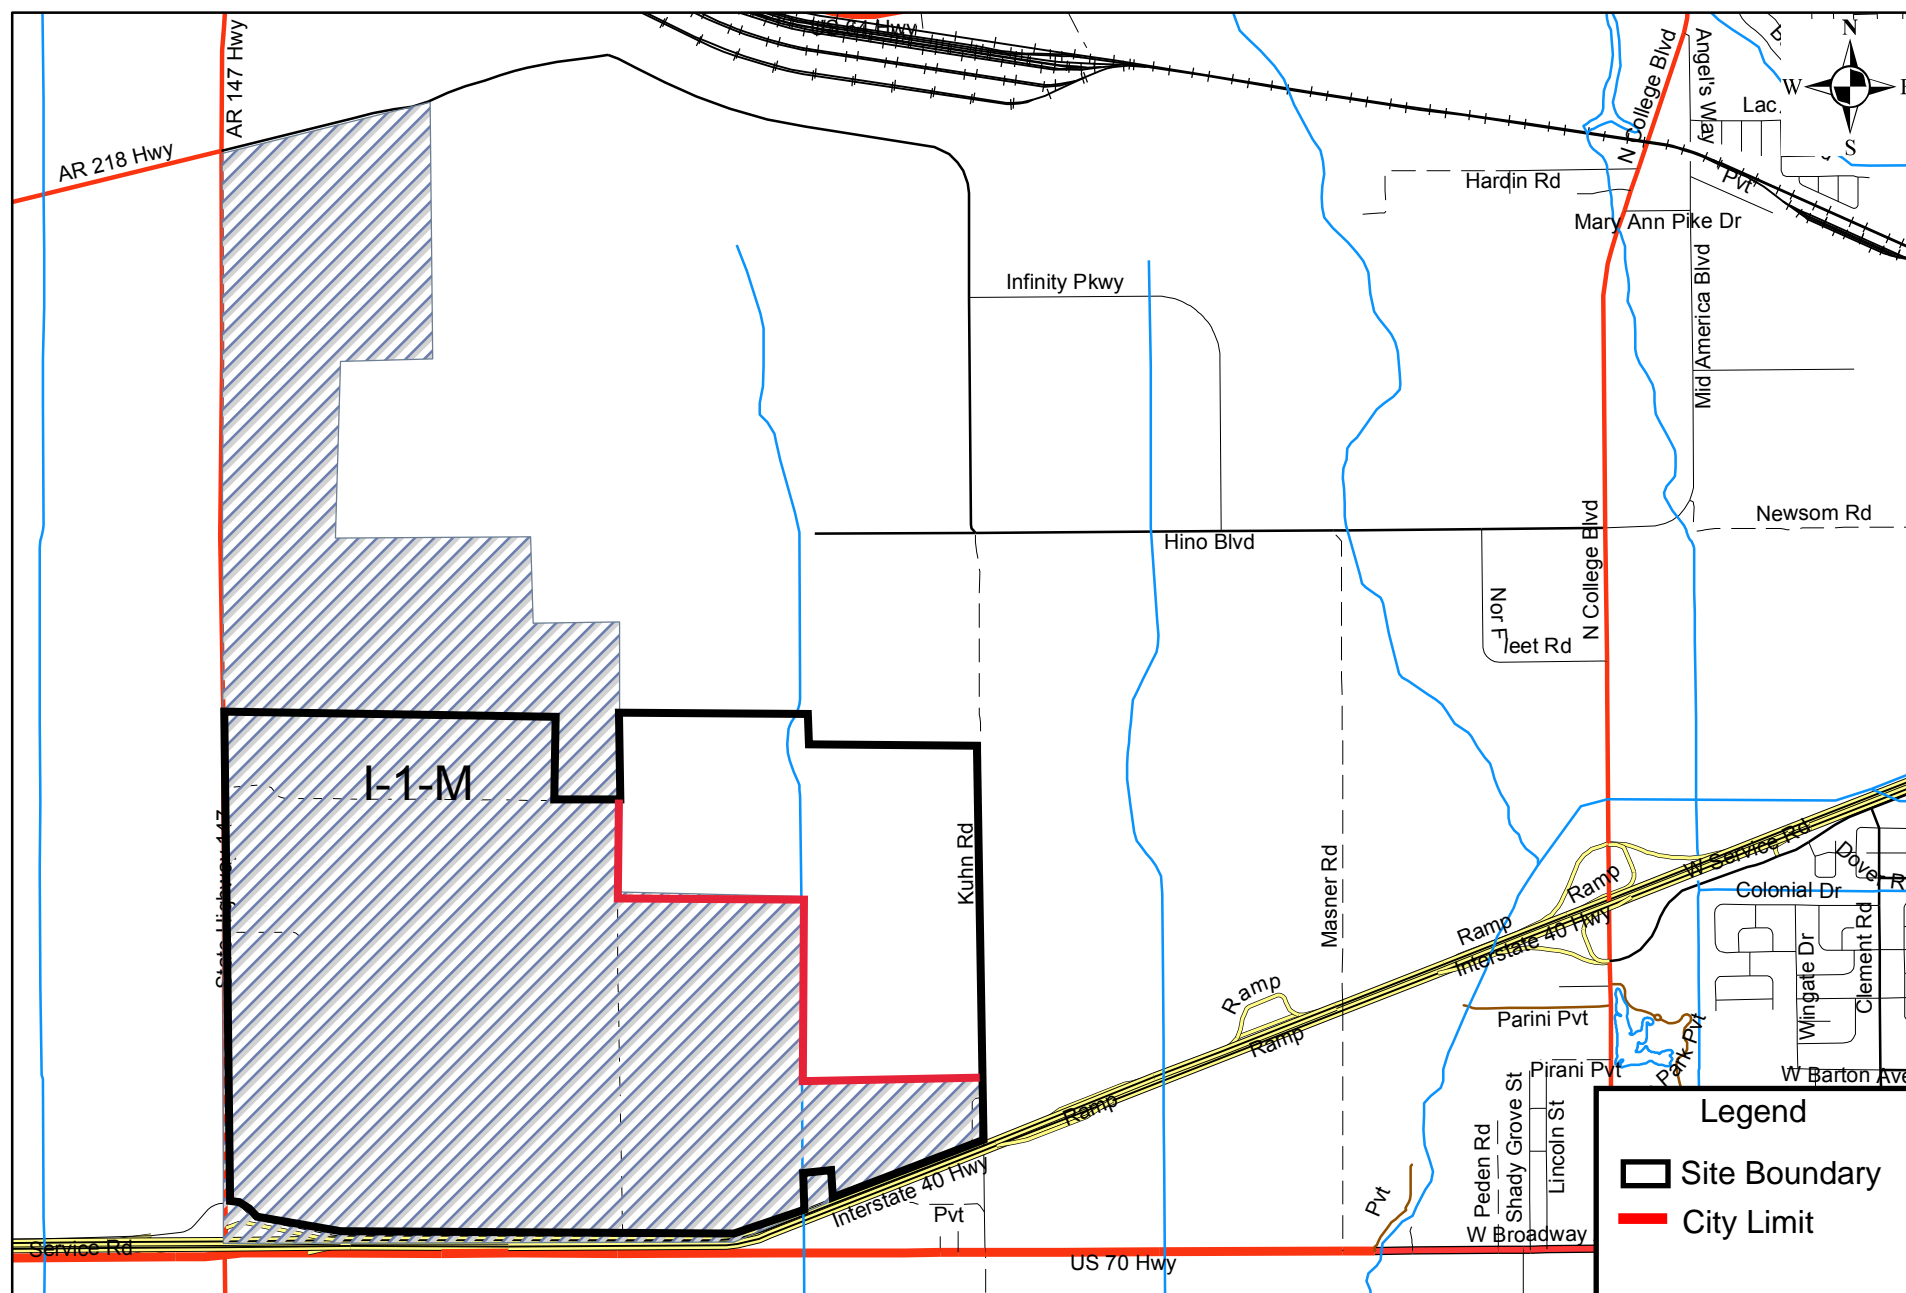 US 64 Hwy
AR 147 Hwy
AR 218 Hwy
N College Blvd
Angel's Way
N
W
S
Lac
Pvt
Hardin Rd
Mary Ann Pike Dr
Infinity Pkwy
Mid America Blvd
Newsom Rd
Hino Blvd
N College Blvd
Nor Fleet Rd
I-1-M
State Highway 147
Kuhn Rd
Masner Rd
W Service Rd
Dover R
Colonial Dr
Ramp
Ramp
Interstate 40 Hwy
Clement Rd
Wingate Dr
Ramp
Ramp
Parini Pvt
Park Pvt
Pirani Pvt
W Barton Ave
Ramp
Peden Rd
Shady Grove St
Lincoln St
Legend
Site Boundary
City Limit
Interstate 40 Hwy
Pvt
Pvt
W Broadway
Service Rd
US 70 Hwy